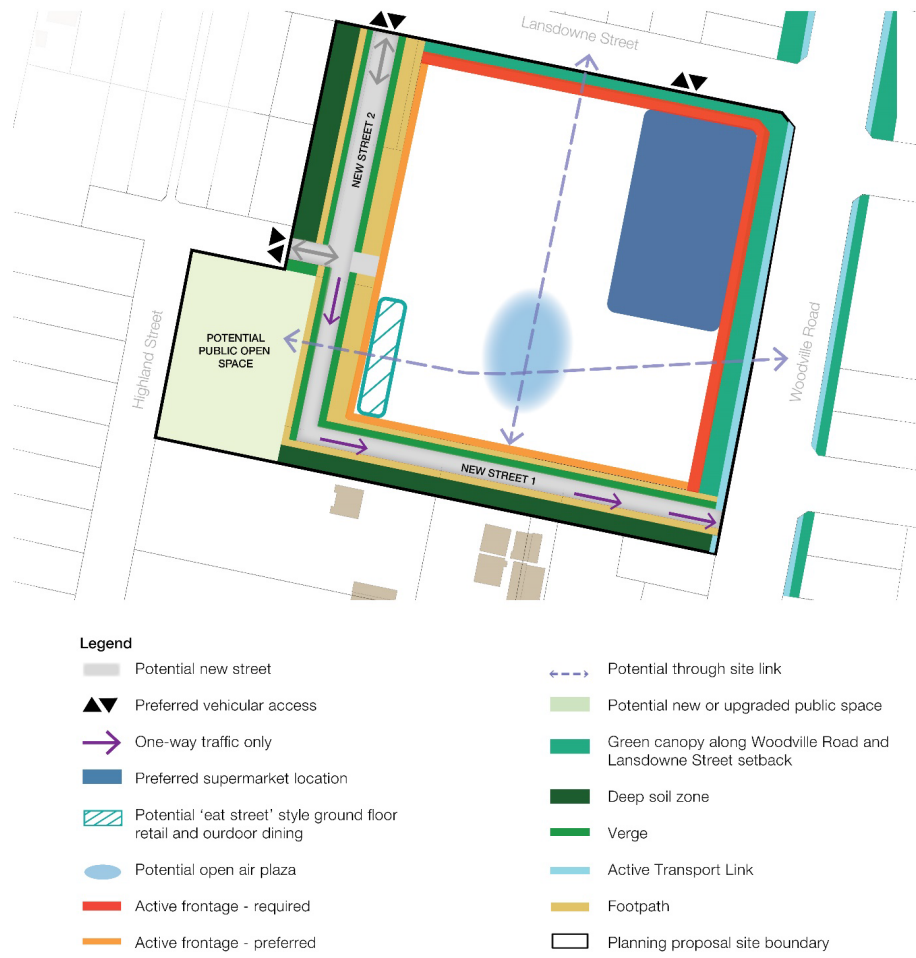 Lansdowne Street
NEW STREET 2
Highland Street
POTENTIAL
PUBLIC OPEN
SPACE
Woodville Road
NEW STREET 1
Legend
Potential new street
Preferred vehicular access
One-way traffic only
Preferred supermarket location
Potential ‘eat street’ style ground floor
retail and ourdoor dining
Potential open air plaza
Active frontage - required
Active frontage - preferred
Potential through site link
Potential new or upgraded public space
Green canopy along Woodville Road and
Lansdowne Street setback
Deep soil zone
Verge
Active Transport Link
Footpath
Planning proposal site boundary